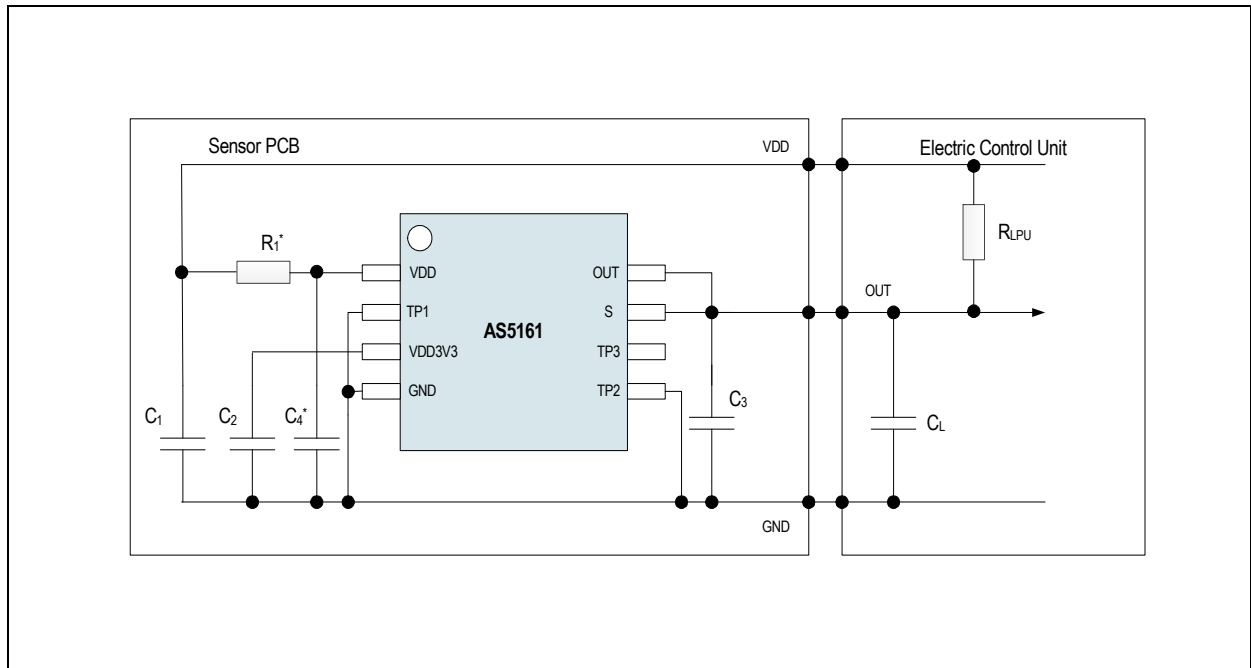 Sensor PCB
VDD
Electric Control Unit
R1*
RLPU
VDD
OUT
OUT
TP1
S
AS5161
VDD3V3
TP3
GND
TP2
C1
C2
C4*
C3
CL
GND